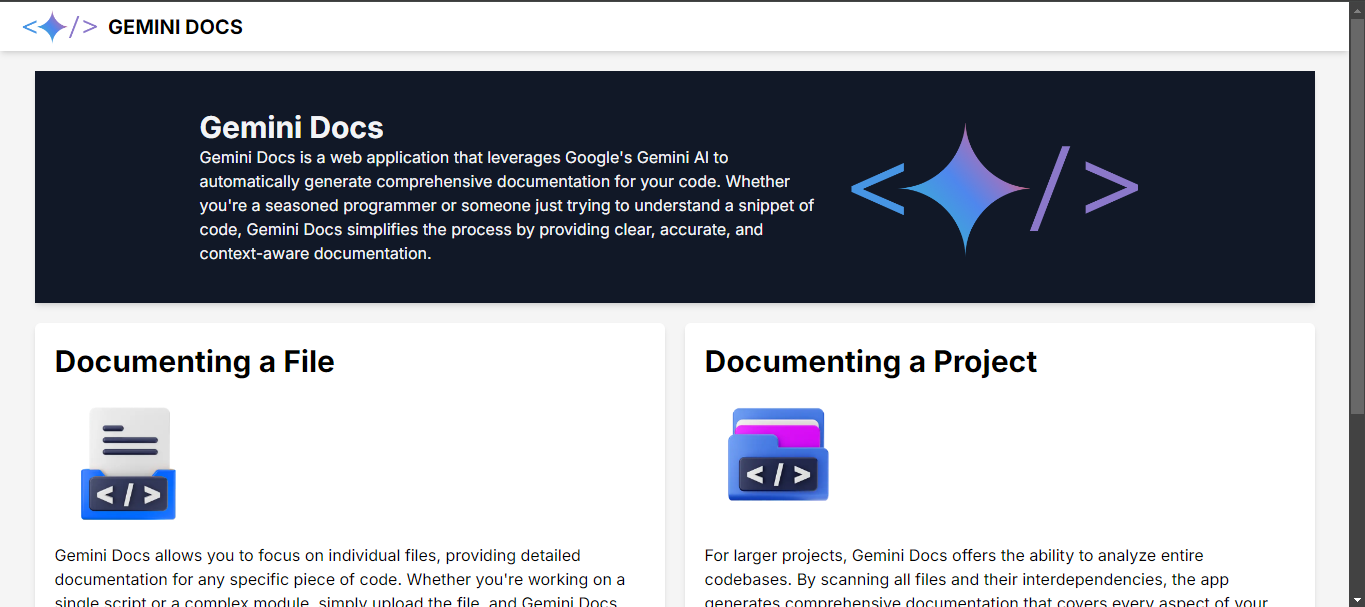 </> GEMINI DOCS
Gemini Docs
Gemini Docs is a web application that leverages Google's Gemini AI to
automatically generate comprehensive documentation for your code. Whether
you're a seasoned programmer or someone just trying to understand a snippet of
code, Gemini Docs simplifies the process by providing clear, accurate, and
context-aware documentation.
</>
Documenting a File
</>
Gemini Docs allows you to focus on individual files, providing detailed
documentation for any specific piece of code. Whether you're working on a
single script or a complex module, simply upload the file, and Gemini Docs
Documenting a Project
</>
For larger projects, Gemini Docs offers the ability to analyze entire
codebases. By scanning all files and their interdependencies, the app
generates comprehensive documentation that covers every aspect of your